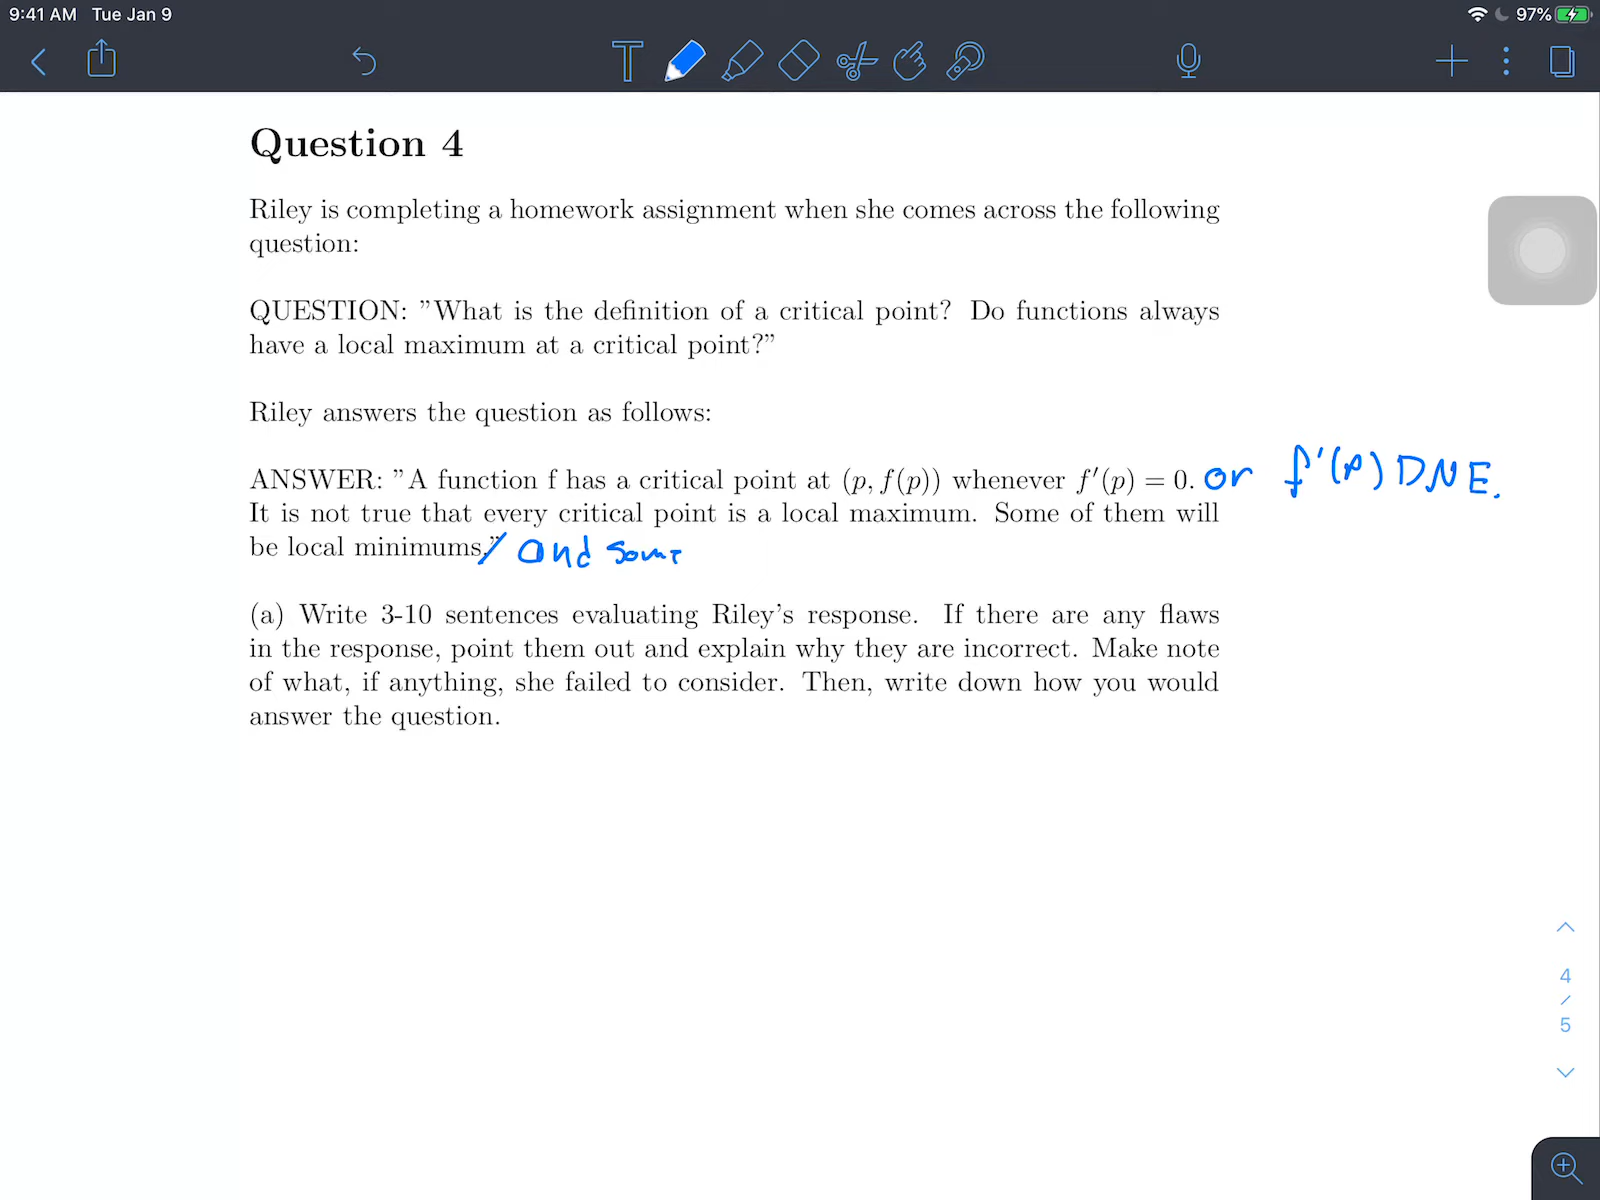 9:41 AM Tue Jan 9
97%
Question 4
Riley is completing a homework assignment when she comes across the following
question:
QUESTION: ”What is the definition of a critical point? Do functions always
have a local maximum at a critical point?”
Riley answers the question as follows:
ANSWER: ”A function f has a critical point at (p, f(p)) whenever f′(p) = 0. or f'(p) DNE.
It is not true that every critical point is a local maximum. Some of them will
be local minimums.” and some
(a) Write 3-10 sentences evaluating Riley’s response. If there are any flaws
in the response, point them out and explain why they are incorrect. Make note
of what, if anything, she failed to consider. Then, write down how you would
answer the question.
4
/
5